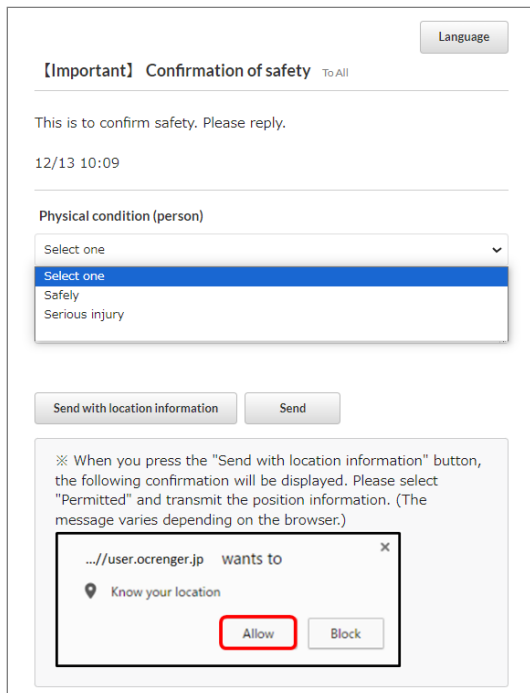 Language
【Important】 Confirmation of safety To All
This is to confirm safety. Please reply.
12/13 10:09
Physical condition (person)
Select one
Select one
Safely
Serious injury
Send with location information Send
※ When you press the "Send with location information" button,
the following confirmation will be displayed. Please select
"Permitted" and transmit the position information. (The
message varies depending on the browser.)
...//user.ocrenger.jp wants to
Know your location
Allow Block